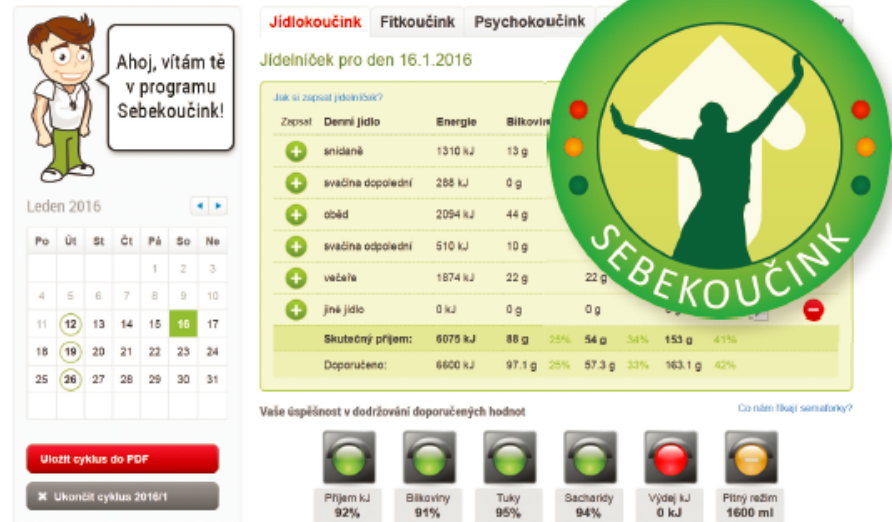 Ahoj, vítám tě
v programu
Sebekoučink!
Leden 2016
Po Út St Čt Pá So Ne
1 2 3
4 5 6 7 8 9 10
11 12 13 14 15 16 17
18 19 20 21 22 23 24
25 26 27 28 29 30 31
Uložit cyklus do PDF
Ukončit cyklus 2016/1
Jídlokoučink Fitkoučink Psychokoučink
Jídelníček pro den 16.1.2016
Jak si zapsat jídelníček?
Zapsat Denní jídlo Energie
snídaně 1310 kJ 13 g
svačina dopolední 288 kJ 0 g
oběd 2094 kJ 44 g
svačina odpolední 510 kJ 10 g
večeře 1874 kJ 22 g 22 g
jiné jídlo 0 kJ 0 g 0 g
Skutečný příjem: 6075 kJ 88 g 25% 54 g 34% 153 g 41%
Doporučeno: 6600 kJ 97.1 g 25% 57.3 g 33% 163.1 g 42%
SEBEKOUČINK
Vaše úspěšnost v dodržování doporučených hodnot
Co nám říkají semaforky?
Příjem kJ Bílkoviny Tuky Sacharidy Výdej kJ Pitný režim
92% 91% 95% 94% 0 kJ 1600 ml